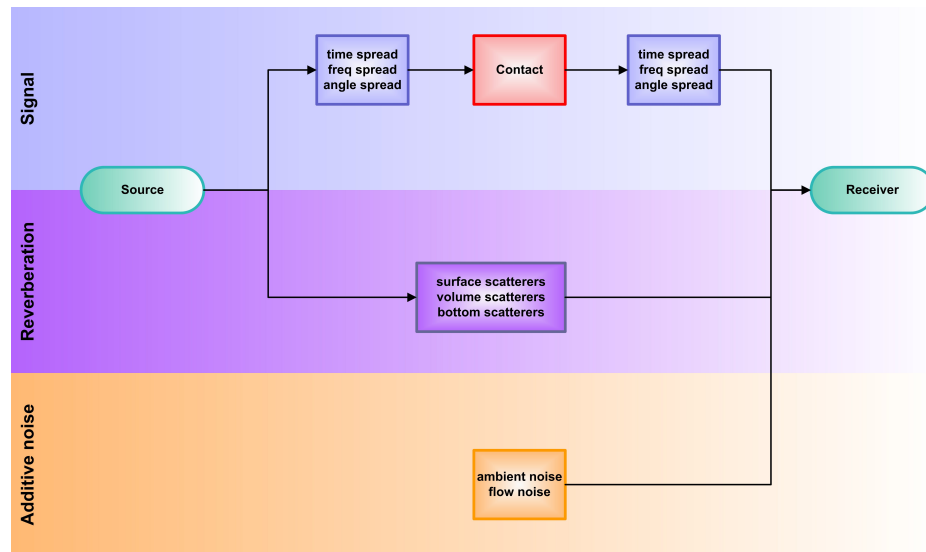 Signal
time spread
freq spread
angle spread
Contact
time spread
freq spread
angle spread
Source
Receiver
Reverberation
surface scatterers
volume scatterers
bottom scatterers
Additive noise
ambient noise
flow noise